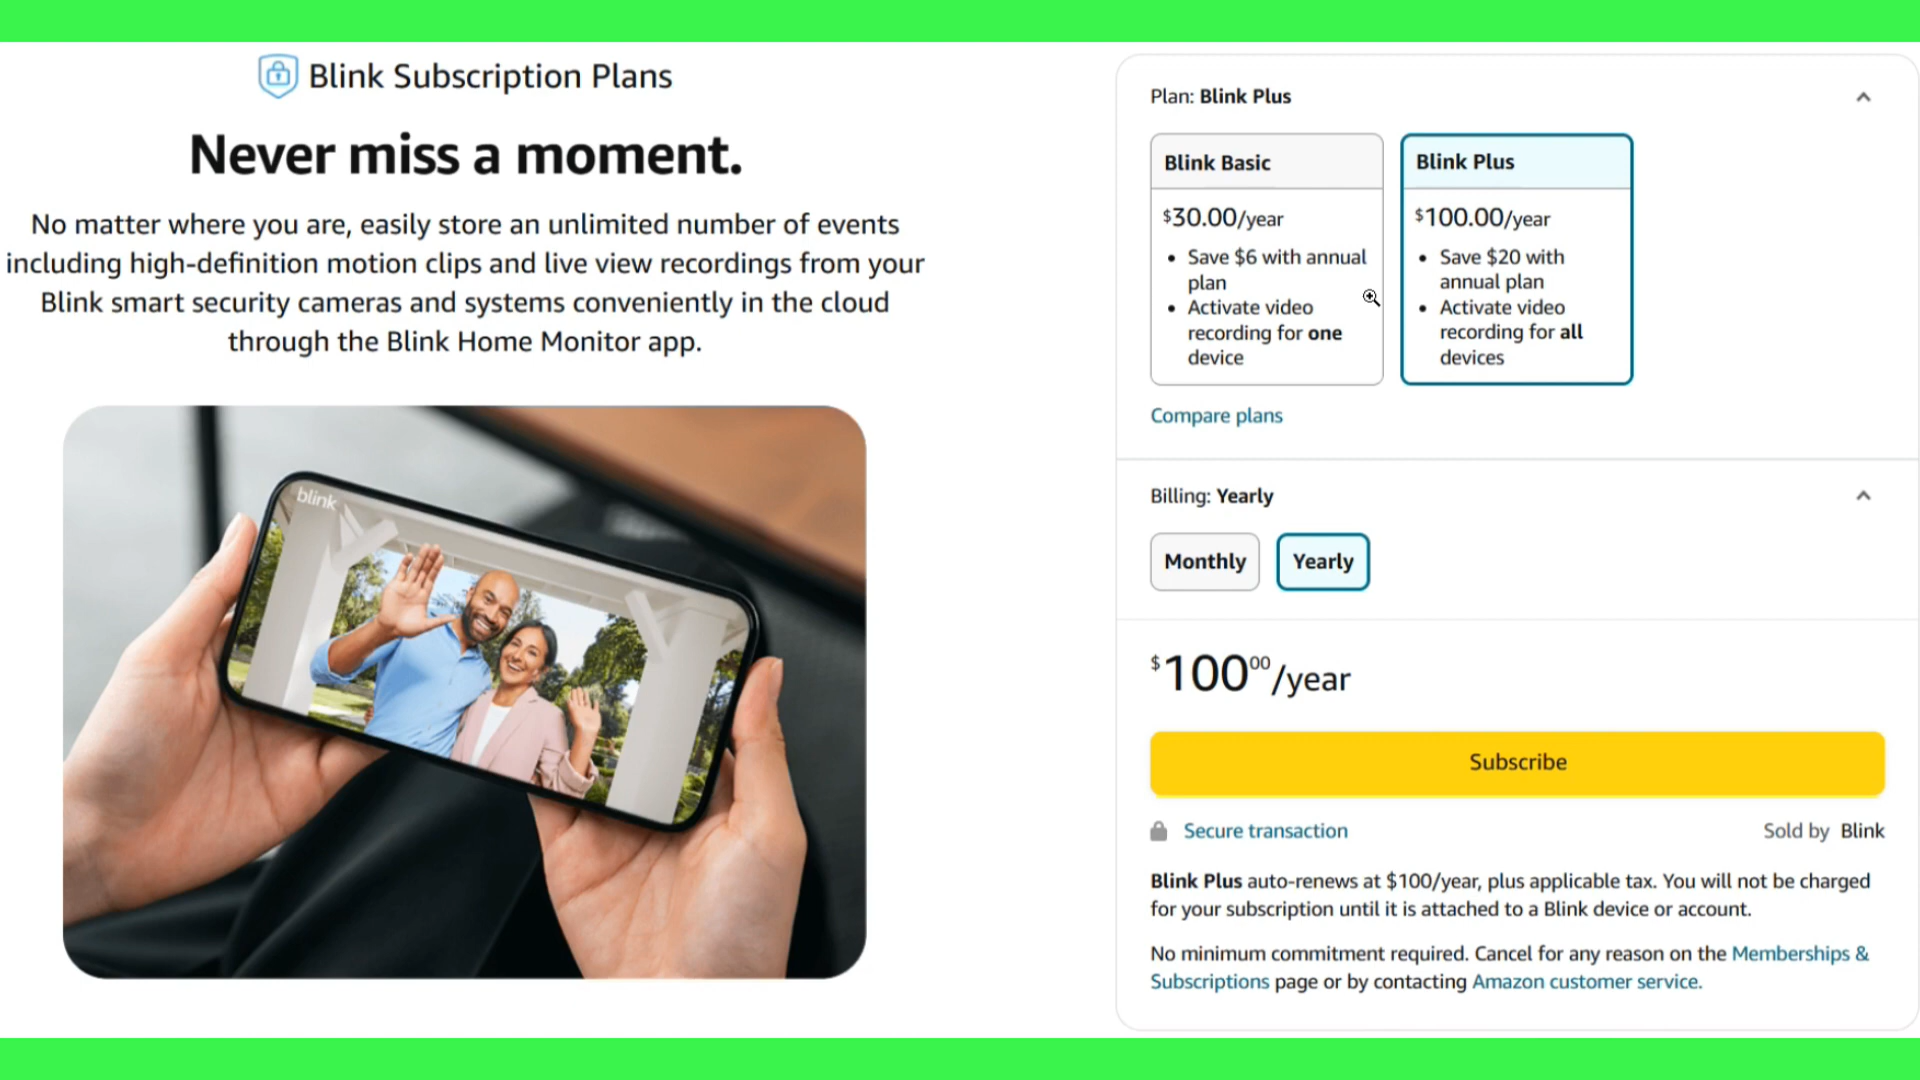 Blink Subscription Plans
Never miss a moment.
No matter where you are, easily store an unlimited number of events
including high-definition motion clips and live view recordings from your
Blink smart security cameras and systems conveniently in the cloud
through the Blink Home Monitor app.
blink
Plan: Blink Plus
Blink Basic
$30.00/year
• Save $6 with annual
plan
• Activate video
recording for one
device
Blink Plus
$100.00/year
• Save $20 with
annual plan
• Activate video
recording for all
devices
Compare plans
Billing: Yearly
Monthly
Yearly
$100 00/year
Subscribe
Secure transaction
Sold by Blink
Blink Plus auto-renews at $100/year, plus applicable tax. You will not be charged
for your subscription until it is attached to a Blink device or account.
No minimum commitment required. Cancel for any reason on the Memberships &
Subscriptions page or by contacting Amazon customer service.